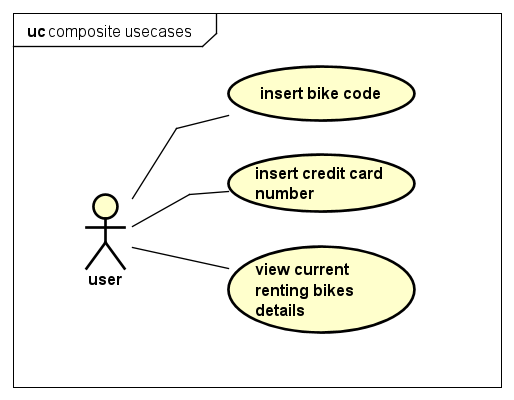 uc composite usecases
insert bike code
insert credit card
number
user
view current
renting bikes
details